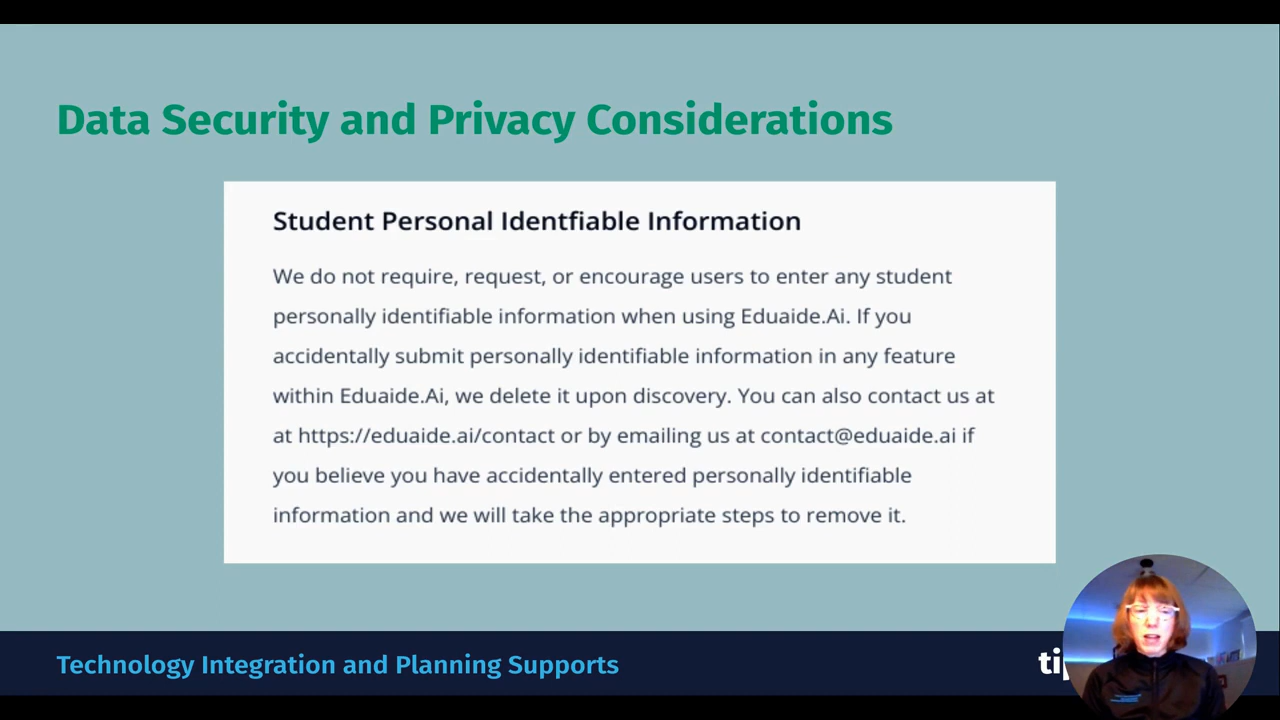 Data Security and Privacy Considerations
Student Personal Identfiable Information
We do not require, request, or encourage users to enter any student
personally identifiable information when using Eduaide.Ai. If you
accidentally submit personally identifiable information in any feature
within Eduaide.Ai, we delete it upon discovery. You can also contact us at
at https://eduaide.ai/contact or by emailing us at contact@eduaide.ai if
you believe you have accidentally entered personally identifiable
information and we will take the appropriate steps to remove it.
Technology Integration and Planning Supports